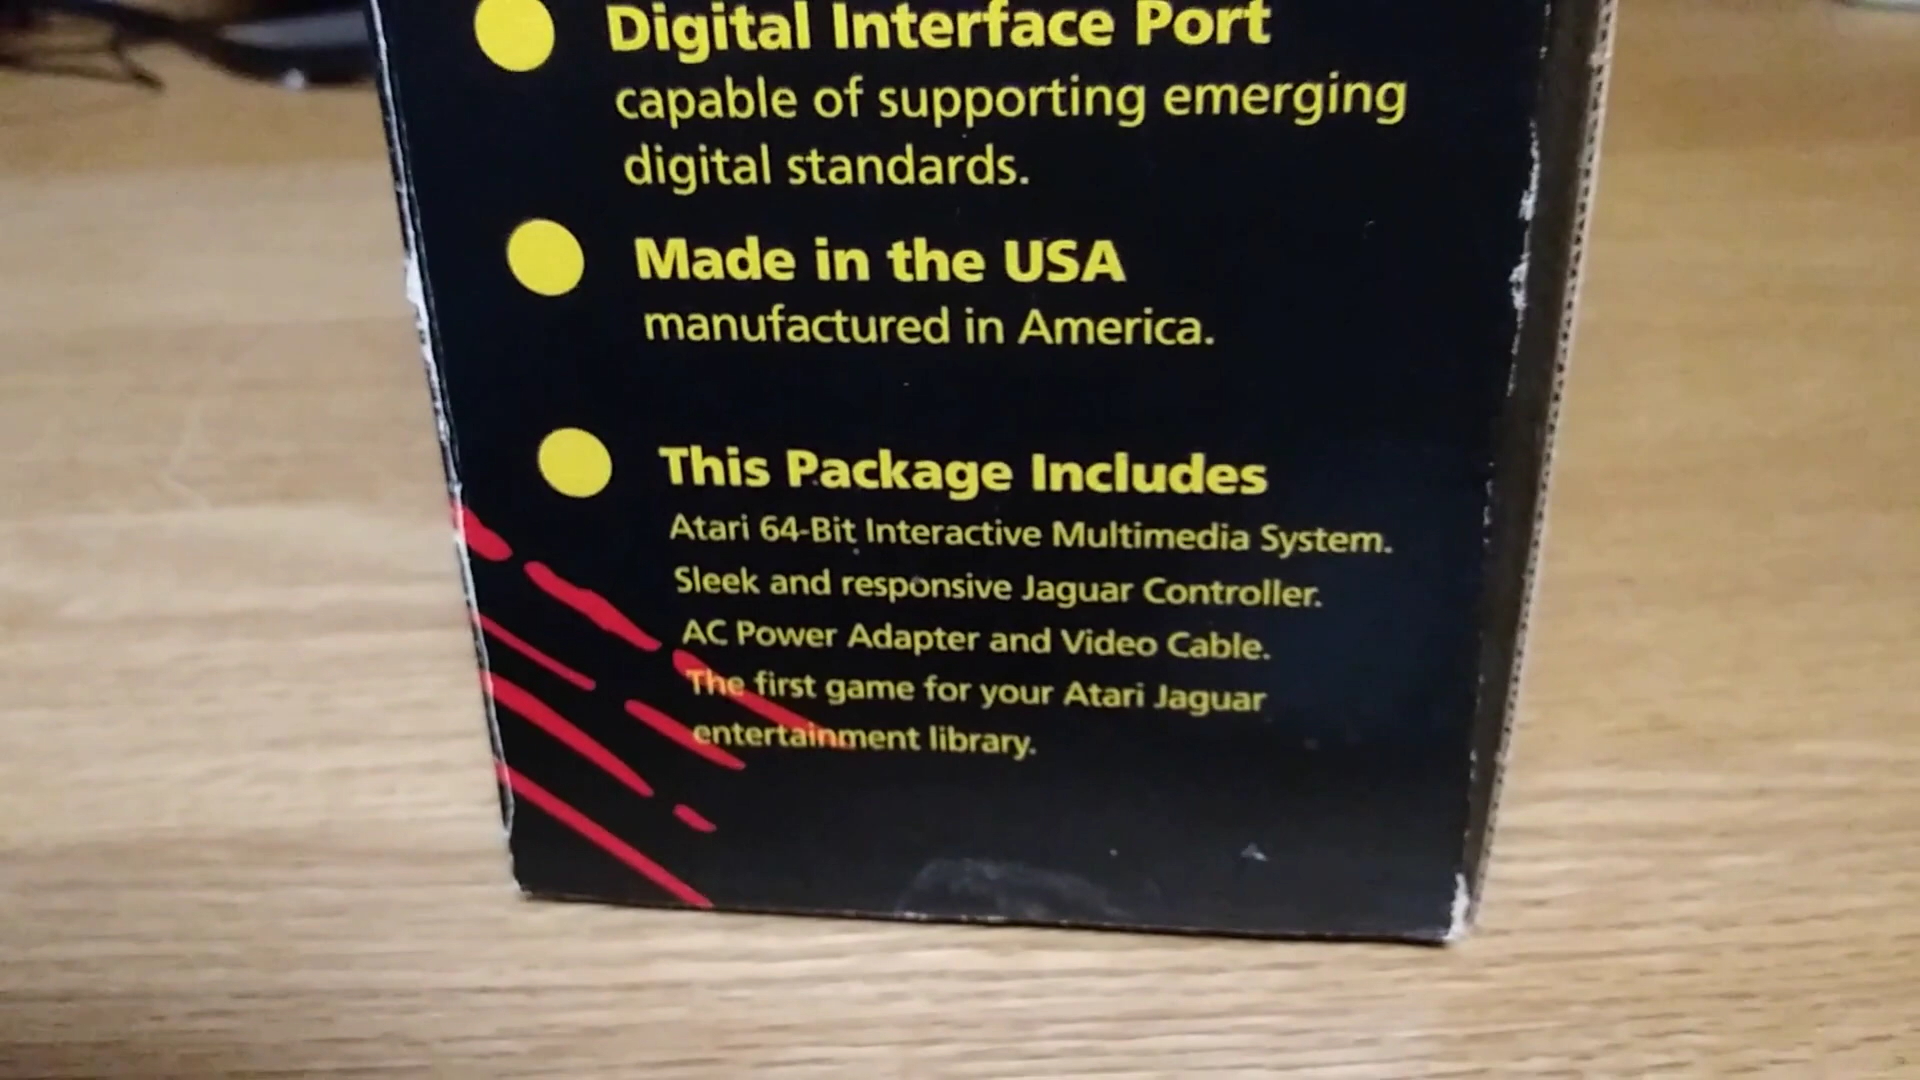 Digital Interface Port
capable of supporting emerging
digital standards.
Made in the USA
manufactured in America.
This Package Includes
Atari 64-Bit Interactive Multimedia System.
Sleek and responsive Jaguar Controller.
AC Power Adapter and Video Cable.
The first game for your Atari Jaguar
entertainment library.